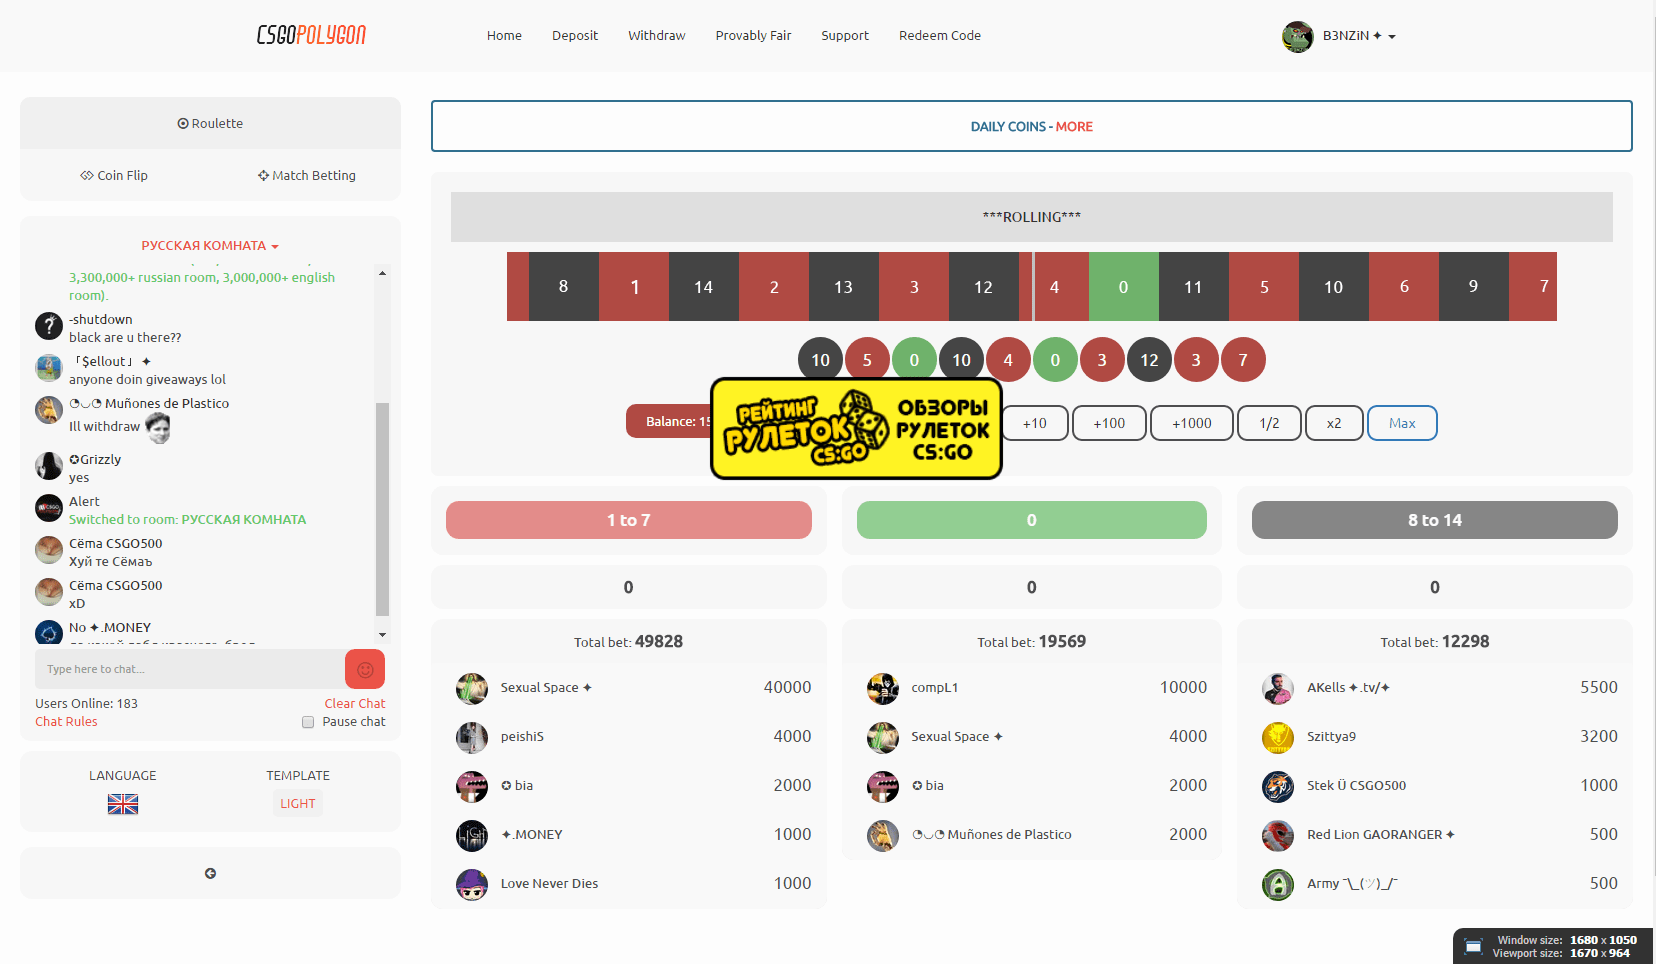 CSGOPOLYGON
Home Deposit Withdraw Provably Fair Support Redeem Code
B3NZiN ✦
Roulette
Coin Flip Match Betting
РУССКАЯ КОМНАТА
3,300,000+ russian room, 3,000,000+ english
room).
-shutdown
black are u there??
「$ellout」 ✦
anyone doin giveaways lol
◔◡◔ Muñones de Plastico
Ill withdraw
✪Grizzly
yes
Alert
Switched to room: РУССКАЯ КОМНАТА
Cёma CSGO500
Хуй те Сёмаъ
Cёma CSGO500
xD
No ✦.MONEY
Type here to chat...
Users Online: 183 Clear Chat
Chat Rules Pause chat
LANGUAGE TEMPLATE
LIGHT
DAILY COINS - MORE
***ROLLING***
8 1 14 2 13 3 12 4 0 11 5 10 6 9 7
10 5 0 10 4 0 3 12 3 7
Balance: 15
РЕЙТИНГ
РУЛЕТОК
CS:GO
ОБЗОРЫ
РУЛЕТОК
CS:GO
+10 +100 +1000 1/2 x2 Max
1 to 7 0 8 to 14
0 0 0
Total bet: 49828
Sexual Space ✦ 40000
peishiS 4000
✪ bia 2000
✦.MONEY 1000
Love Never Dies 1000
Total bet: 19569
compL1 10000
Sexual Space ✦ 4000
✪ bia 2000
◔◡◔ Muñones de Plastico 2000
Total bet: 12298
AKells ✦.tv/✦ 5500
Szittya9 3200
Stek Ü CSGO500 1000
Red Lion GAORANGER ✦ 500
Army ¯\_(ツ)_/¯ 500
Window size: 1680 x 1050
Viewport size: 1670 x 964